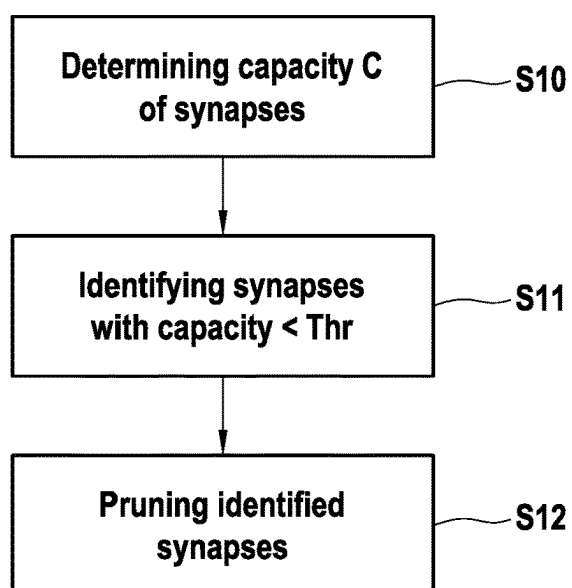 Determining capacity C
of synapses
S10
Identifying synapses
with capacity < Thr
S11
Pruning identified
synapses
S12